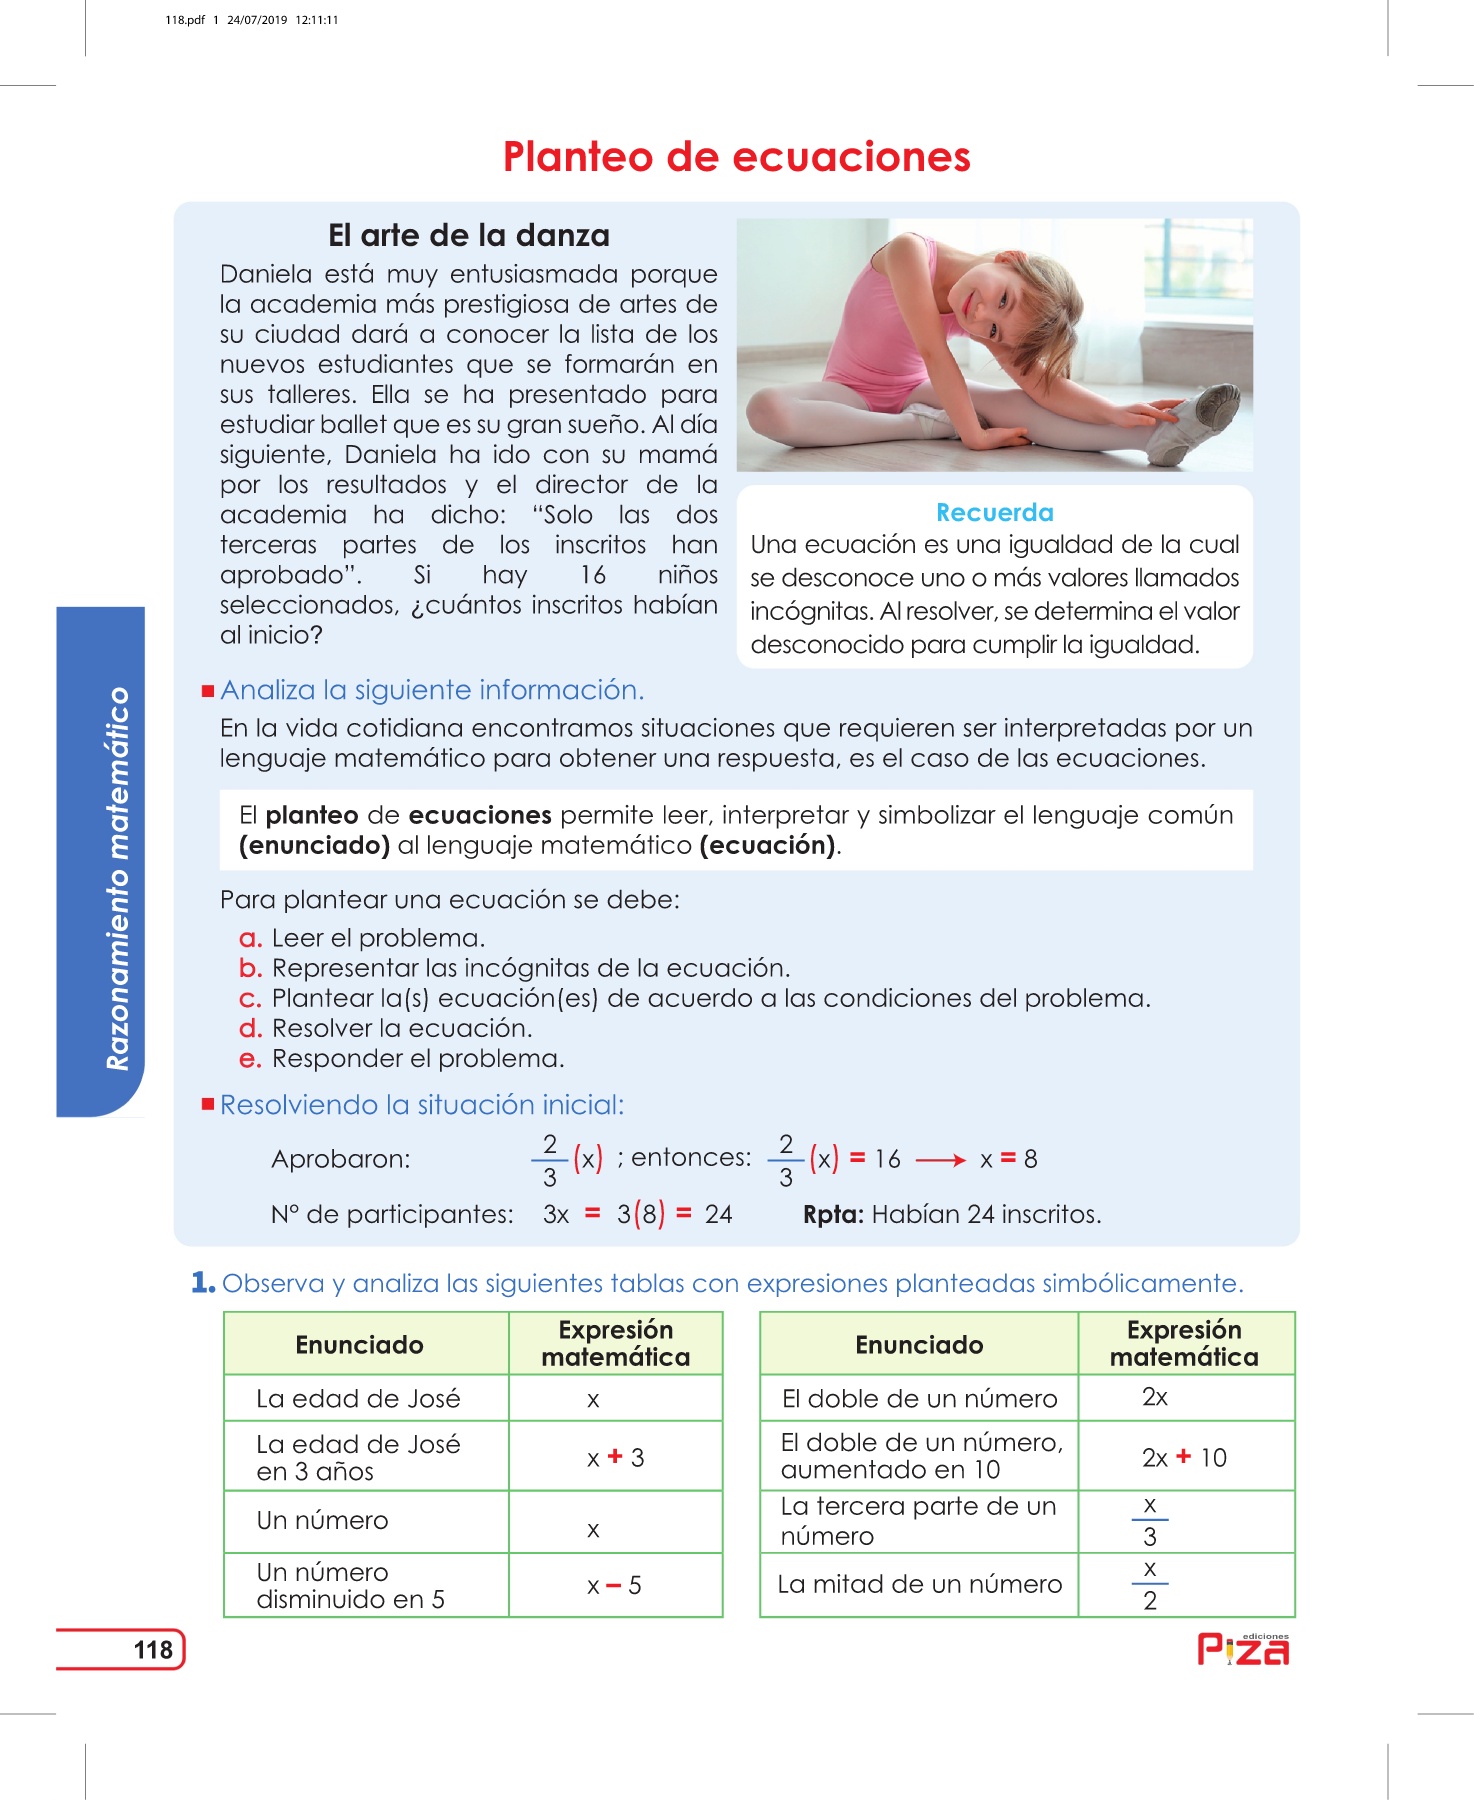 118.pdf 1 24/07/2019 12:11:11
Planteo de ecuaciones
El arte de la danza
Daniela está muy entusiasmada porque
la academia más prestigiosa de artes de
su ciudad dará a conocer la lista de los
nuevos estudiantes que se formarán en
sus talleres. Ella se ha presentado para
estudiar ballet que es su gran sueño. Al día
siguiente, Daniela ha ido con su mamá
por los resultados y el director de la
academia ha dicho: “Solo las dos
terceras partes de los inscritos han
aprobado”. Si hay 16 niños
seleccionados, ¿cuántos inscritos habían
al inicio?
Recuerda
Una ecuación es una igualdad de la cual
se desconoce uno o más valores llamados
incógnitas. Al resolver, se determina el valor
desconocido para cumplir la igualdad.
Analiza la siguiente información.
En la vida cotidiana encontramos situaciones que requieren ser interpretadas por un
lenguaje matemático para obtener una respuesta, es el caso de las ecuaciones.
El planteo de ecuaciones permite leer, interpretar y simbolizar el lenguaje común
(enunciado) al lenguaje matemático (ecuación).
Para plantear una ecuación se debe:
a. Leer el problema.
b. Representar las incógnitas de la ecuación.
c. Plantear la(s) ecuación(es) de acuerdo a las condiciones del problema.
d. Resolver la ecuación.
e. Responder el problema.
Resolviendo la situación inicial:
Aprobaron: 2/3 (x) ; entonces: 2/3 (x) = 16 → x = 8
N° de participantes: 3x = 3(8) = 24 Rpta: Habían 24 inscritos.
Razonamiento matemático
1. Observa y analiza las siguientes tablas con expresiones planteadas simbólicamente.
Enunciado
Expresión
matemática
La edad de José
x
La edad de José
en 3 años
x + 3
Un número
x
Un número
disminuido en 5
x – 5
Enunciado
Expresión
matemática
El doble de un número
2x
El doble de un número,
aumentado en 10
2x + 10
La tercera parte de un
número
x/3
La mitad de un número
x/2
118
ediciones
Piza